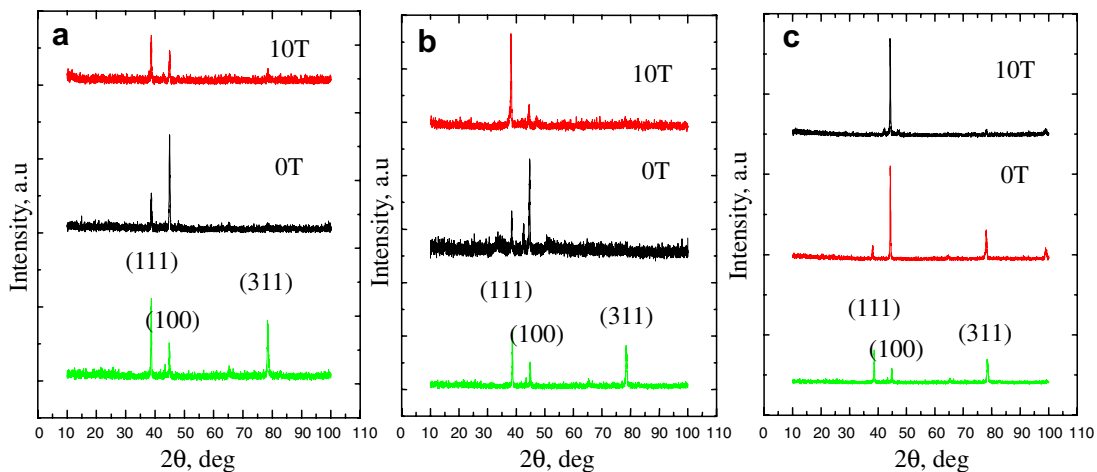 a
10T
0T
(111)
(100)
(311)
Intensity, a.u
0 10 20 30 40 50 60 70 80 90 100 110
2θ, deg
b
10T
0T
(111)
(100)
(311)
Intensity, a.u
0 10 20 30 40 50 60 70 80 90 100 110
2θ, deg
c
10T
0T
(111)
(100)
(311)
Intensity, a.u
0 10 20 30 40 50 60 70 80 90 100 110
2θ, deg